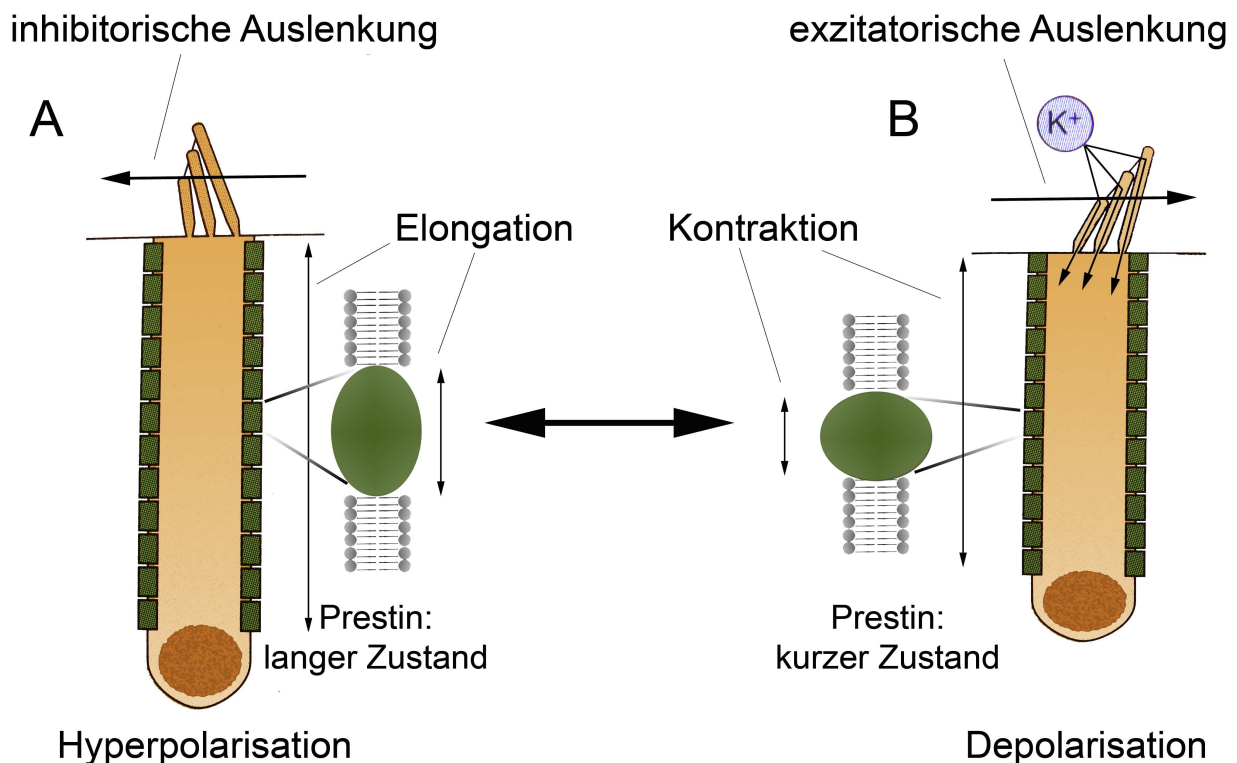 inhibitorische Auslenkung
exzitatorische Auslenkung
A
B
K+
Elongation
Kontraktion
Prestin:
langer Zustand
Prestin:
kurzer Zustand
Hyperpolarisation
Depolarisation